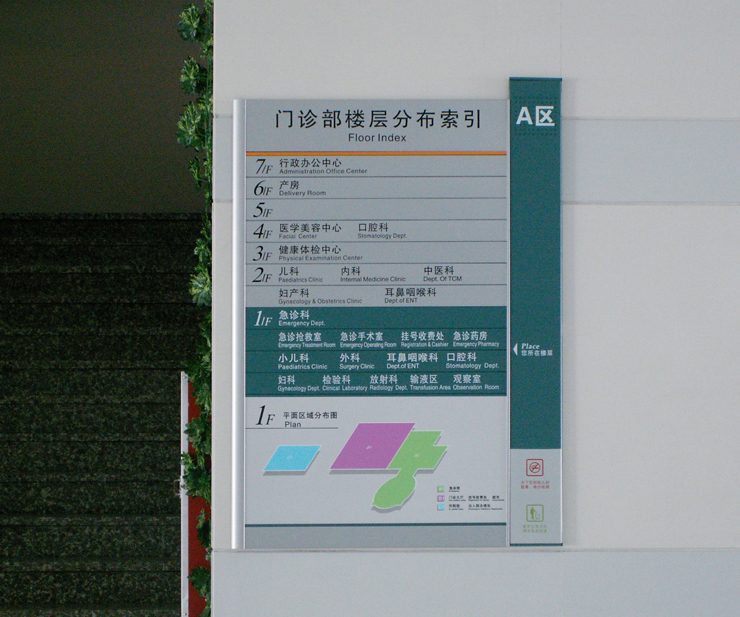 门诊部楼层分布索引
Floor Index
7/F 行政办公中心
Administration Office Center
6/F 产房
Delivery Room
5/F
4/F 医学美容中心 口腔科
Facial Center Stomatology Dept.
3/F 健康体检中心
Physical Examination Center
2/F 儿科 内科 中医科
Paediatrics Clinic Internal Medicine Clinic Dept. Of TCM
妇产科 耳鼻咽喉科
Gynecology & Obstetrics Clinic Dept of ENT
1/F 急诊科
Emergency Dept.
急诊抢救室 急诊手术室 挂号收费处 急诊药房
Emergency Treatment Room Emergency Operating Room Registration & Cashier Emergency Pharmacy
小儿科 外科 耳鼻咽喉科 口腔科
Paediatrics Clinic Surgery Clinic Dept.of ENT Stomatology Dept.
妇科 检验科 放射科 输液区 观察室
Gynecology Dept. Clinical Laboratory Radiology Dept. Transfusion Area Observation Room
1F 平面区域分布图
Plan
A区
Place
您所在楼层